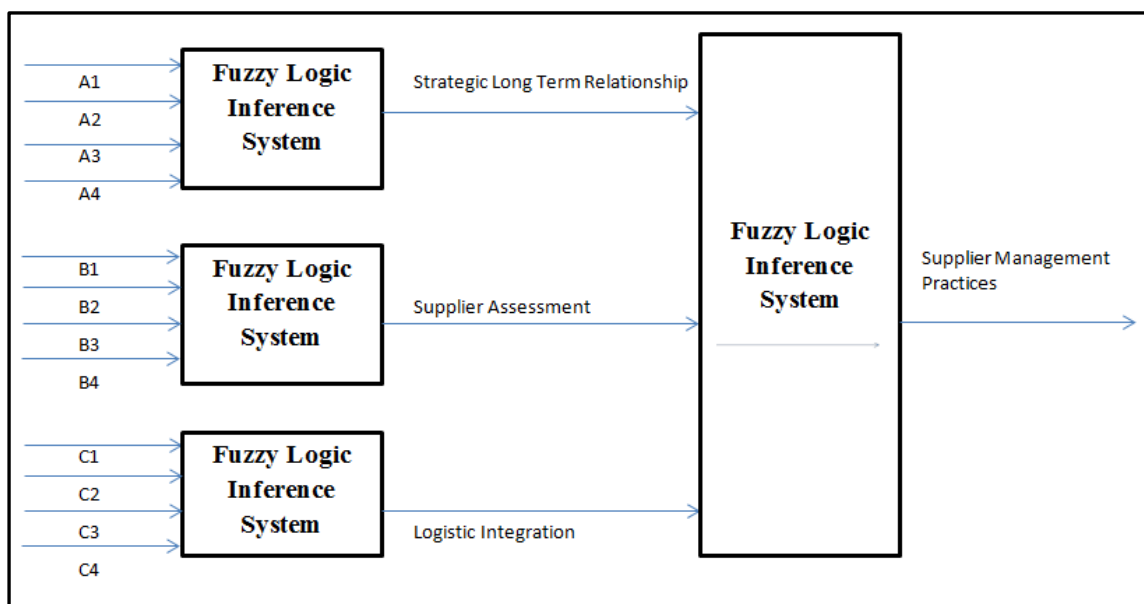 A1
A2
A3
A4
Fuzzy Logic
Inference
System
Strategic Long Term Relationship
B1
B2
B3
B4
Fuzzy Logic
Inference
System
Supplier Assessment
C1
C2
C3
C4
Fuzzy Logic
Inference
System
Logistic Integration
Fuzzy Logic
Inference
System
Supplier Management
Practices